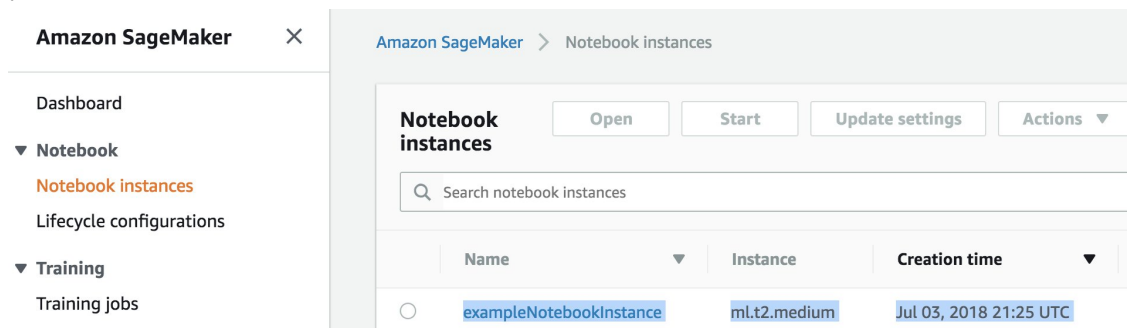 Amazon SageMaker
Dashboard
Notebook
Notebook instances
Lifecycle configurations
Training
Training jobs
Amazon SageMaker > Notebook instances
Notebook instances
Open Start Update settings Actions
Search notebook instances
Name Instance Creation time
exampleNotebookInstance ml.t2.medium Jul 03, 2018 21:25 UTC